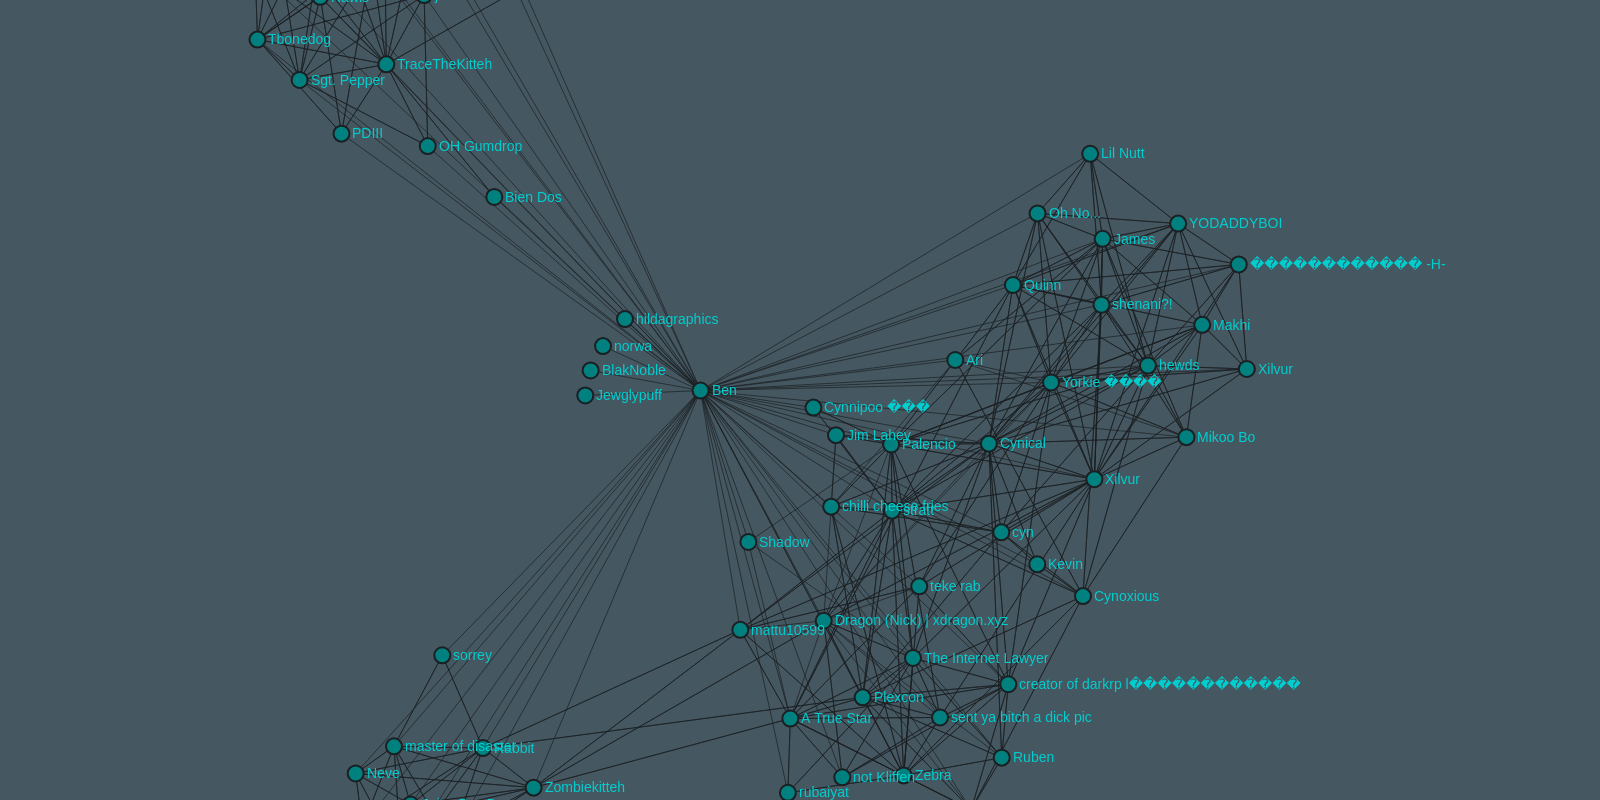 Tbonedog
TraceTheKitteh
Sgt. Pepper
PDIII
OH Gumdrop
Lil Nutt
Bien Dos
Oh No...
YODADDYBOI
James
�������������� -H-
Quinn
shenani?!
hildagraphics
Makhi
norwa
Ari
hewds
Xilvur
BlakNoble
Yorkie ����
Ben
Jewglypuff
Cynnipoo ���
Jim Lahey
Palencio
Cynical
Mikoo Bo
Xilvur
chilli cheese fries
cyn
Shadow
Kevin
teke rab
Cynoxious
Dragon (Nick) | xdragon.xyz
mattu10599
sorrey
The Internet Lawyer
creator of darkrp l��������������
Plexcon
A True Star
sent ya bitch a dick pic
master of disaster
Rabbit
Ruben
Neve
not Kliffen
Zebra
Zombiekitteh
rubaiyat